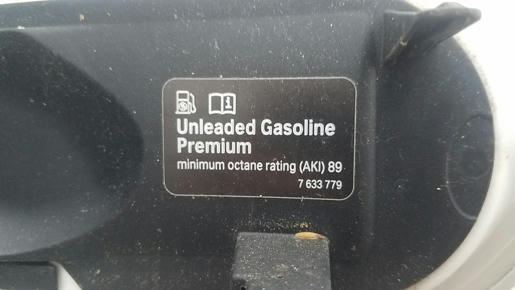 Unleaded Gasoline
Premium
minimum octane rating (AKI) 89
7 633 779